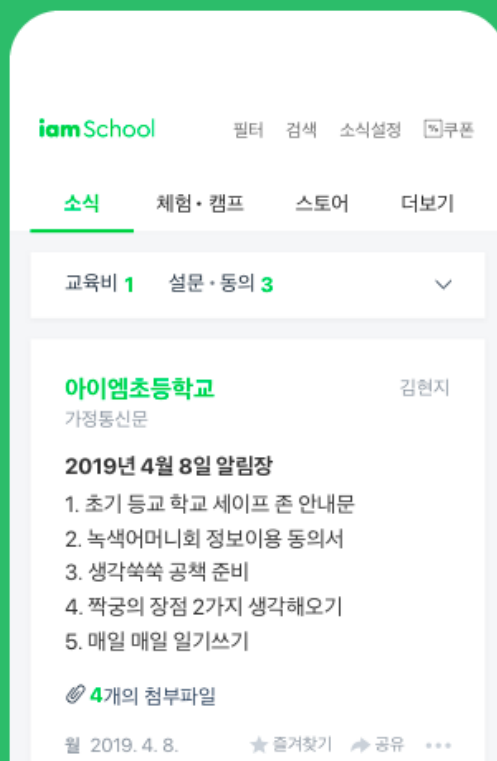 iamSchool 필터 검색 소식설정 %쿠폰
소식 체험·캠프 스토어 더보기
교육비 1 설문·동의 3
아이엠초등학교 김현지
가정통신문
2019년 4월 8일 알림장
1. 초기 등교 학교 세이프 존 안내문
2. 녹색어머니회 정보이용 동의서
3. 생각쑥쑥 공책 준비
4. 짝궁의 장점 2가지 생각해오기
5. 매일 매일 일기쓰기
4개의 첨부파일
월 2019. 4. 8. 즐겨찾기 공유